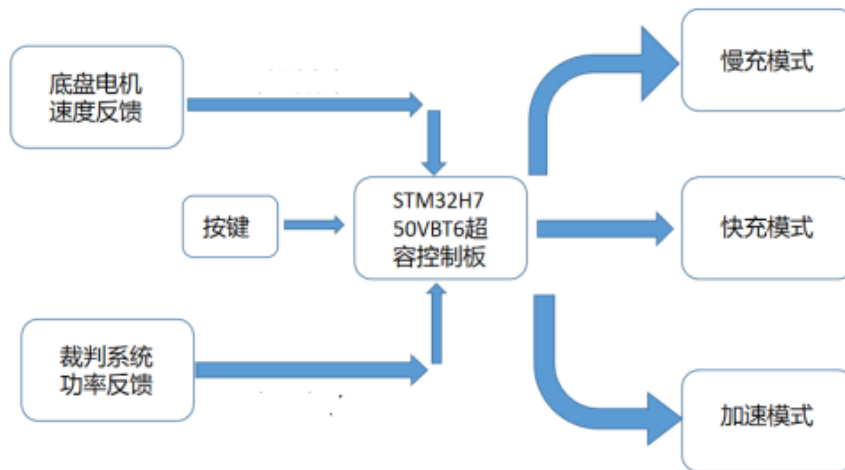 底盘电机
速度反馈
慢充模式
按键
STM32H7
50VBT6超
容控制板
快充模式
裁判系统
功率反馈
加速模式